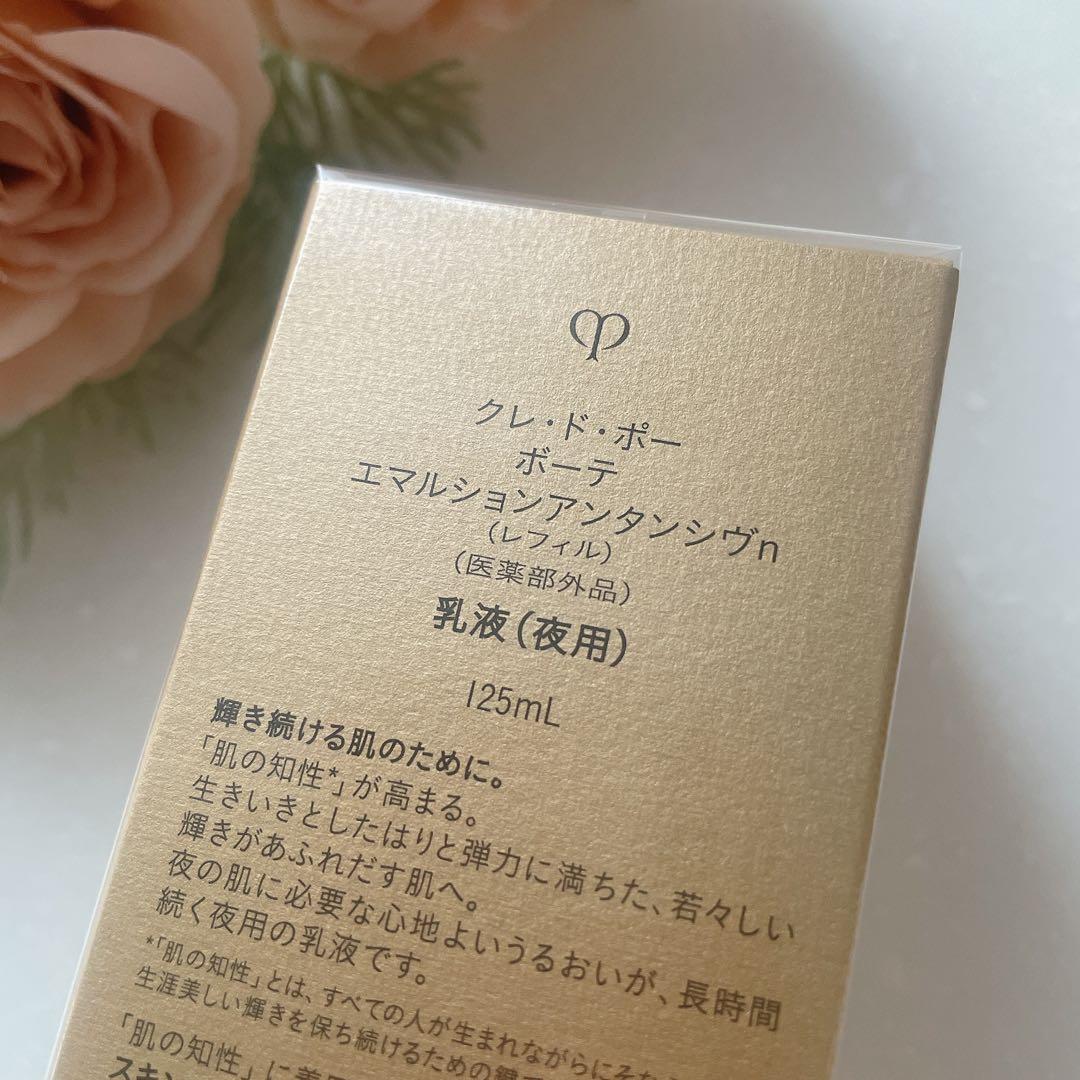 クレ・ド・ポー
ボーテ
エマルションアンタンシヴn
(レフィル)
(医薬部外品)
乳液(夜用)
125mL
輝き続ける肌のために。
「肌の知性*」が高まる。
生きいきとしたはりと弾力に満ちた、若々しい
輝きがあふれだす肌へ。
夜の肌に必要な心地よいうるおいが、長時間
続く夜用の乳液です。
*「肌の知性」とは、すべての人が生まれながらにそな
生涯美しい輝きを保ち続けるための鍵
「肌の知性」に着
スキン